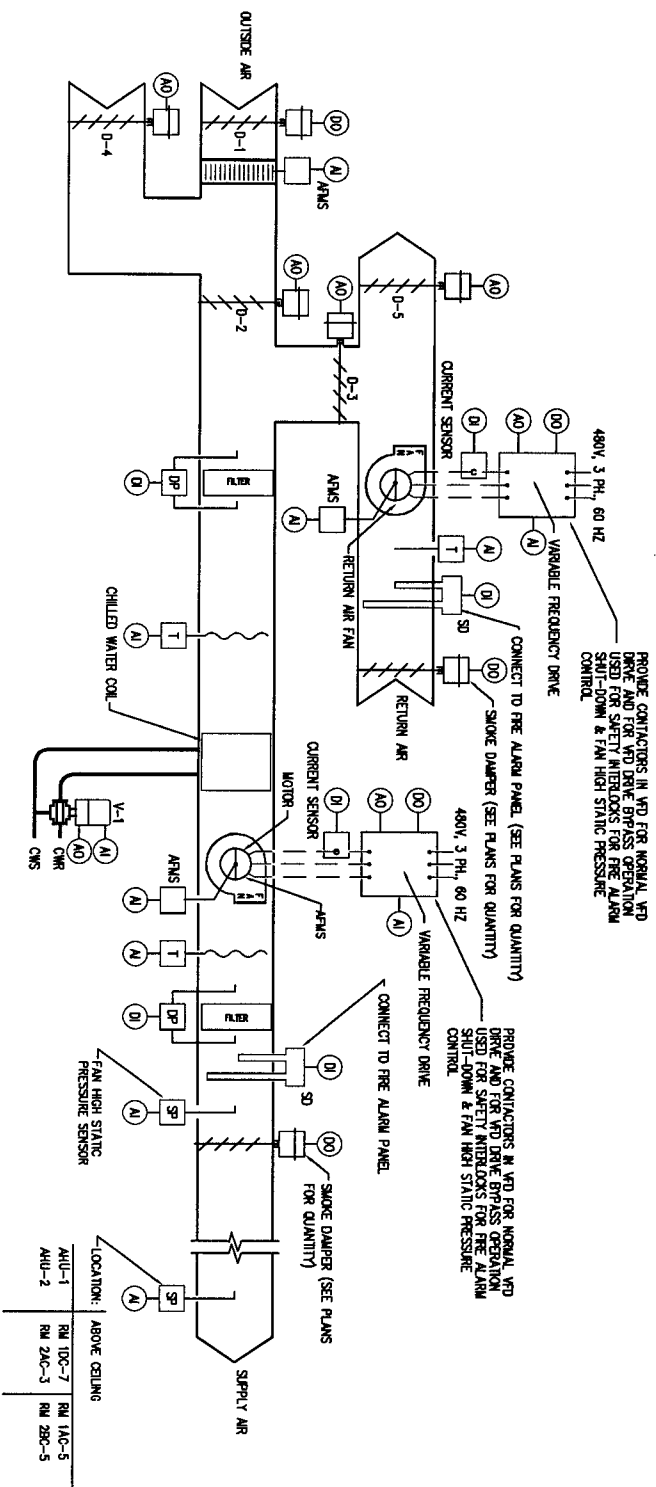 PROVIDE CONTACTORS IN VFD FOR NORMAL VFD
DIRVE AND FOR VFD DRIVE BYPASS OPERATION
USED FOR SAFETY INTERLOCKS FOR FIRE ALARM
SHUT-DOWN & FAN HIGH STATIC PRESSURE
CONTROL
480V, 3 PH., 60 HZ
VARIABLE FREQUENCY DRIVE
DO
AO
DI
AI
CURRENT SENSOR
CONNECT TO FIRE ALARM PANEL (SEE PLANS FOR QUANTITY)
SMOKE DAMPER (SEE PLANS FOR QUANTITY)
AO
D-5
FAN
RETURN AIR FAN
AFMS
AI
AI
T
DI
SD
DO
RETURN AIR
PROVIDE CONTACTORS IN VFD FOR NORMAL VFD
DIRVE AND FOR VFD DRIVE BYPASS OPERATION
USED FOR SAFETY INTERLOCKS FOR FIRE ALARM
SHUT-DOWN & FAN HIGH STATIC PRESSURE
CONTROL
480V, 3 PH., 60 HZ
VARIABLE FREQUENCY DRIVE
DO
AO
DI
AI
CURRENT SENSOR
MOTOR
CONNECT TO FIRE ALARM PANEL
OUTSIDE AIR
AO
D-4
DO
D-1
AI
AFMS
AO
D-2
AO
D-3
FILTER
DP
DI
T
AI
CHILLED WATER COIL
V-1
AI
AO
CWR
CWS
FAN
AFMS
AFMS
AI
T
AI
FILTER
DP
DI
DI
SD
SP
AI
FAN HIGH STATIC
PRESSURE SENSOR
DO
SMOKE DAMPER (SEE PLANS
FOR QUANTITY)
SP
AI
SUPPLY AIR
LOCATION: ABOVE CEILING
AHU-1 RM 1DC-7 RM 1AC-5
AHU-2 RM 2AC-3 RM 2BC-5